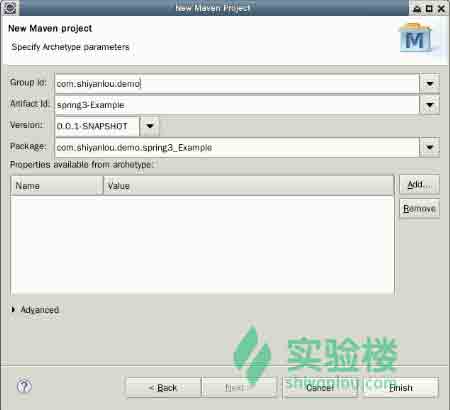 New Maven Project
New Maven project
Specify Archetype parameters
M
Group Id: com.shiyanlou.demo
Artifact Id: spring3-Example
Version: 0.0.1-SNAPSHOT
Package: com.shiyanlou.demo.spring3_Example
Properties available from archetype:
Name Value
Add...
Remove
Advanced
实验楼
shiyanlou.com
? < Back Next > Cancel Finish